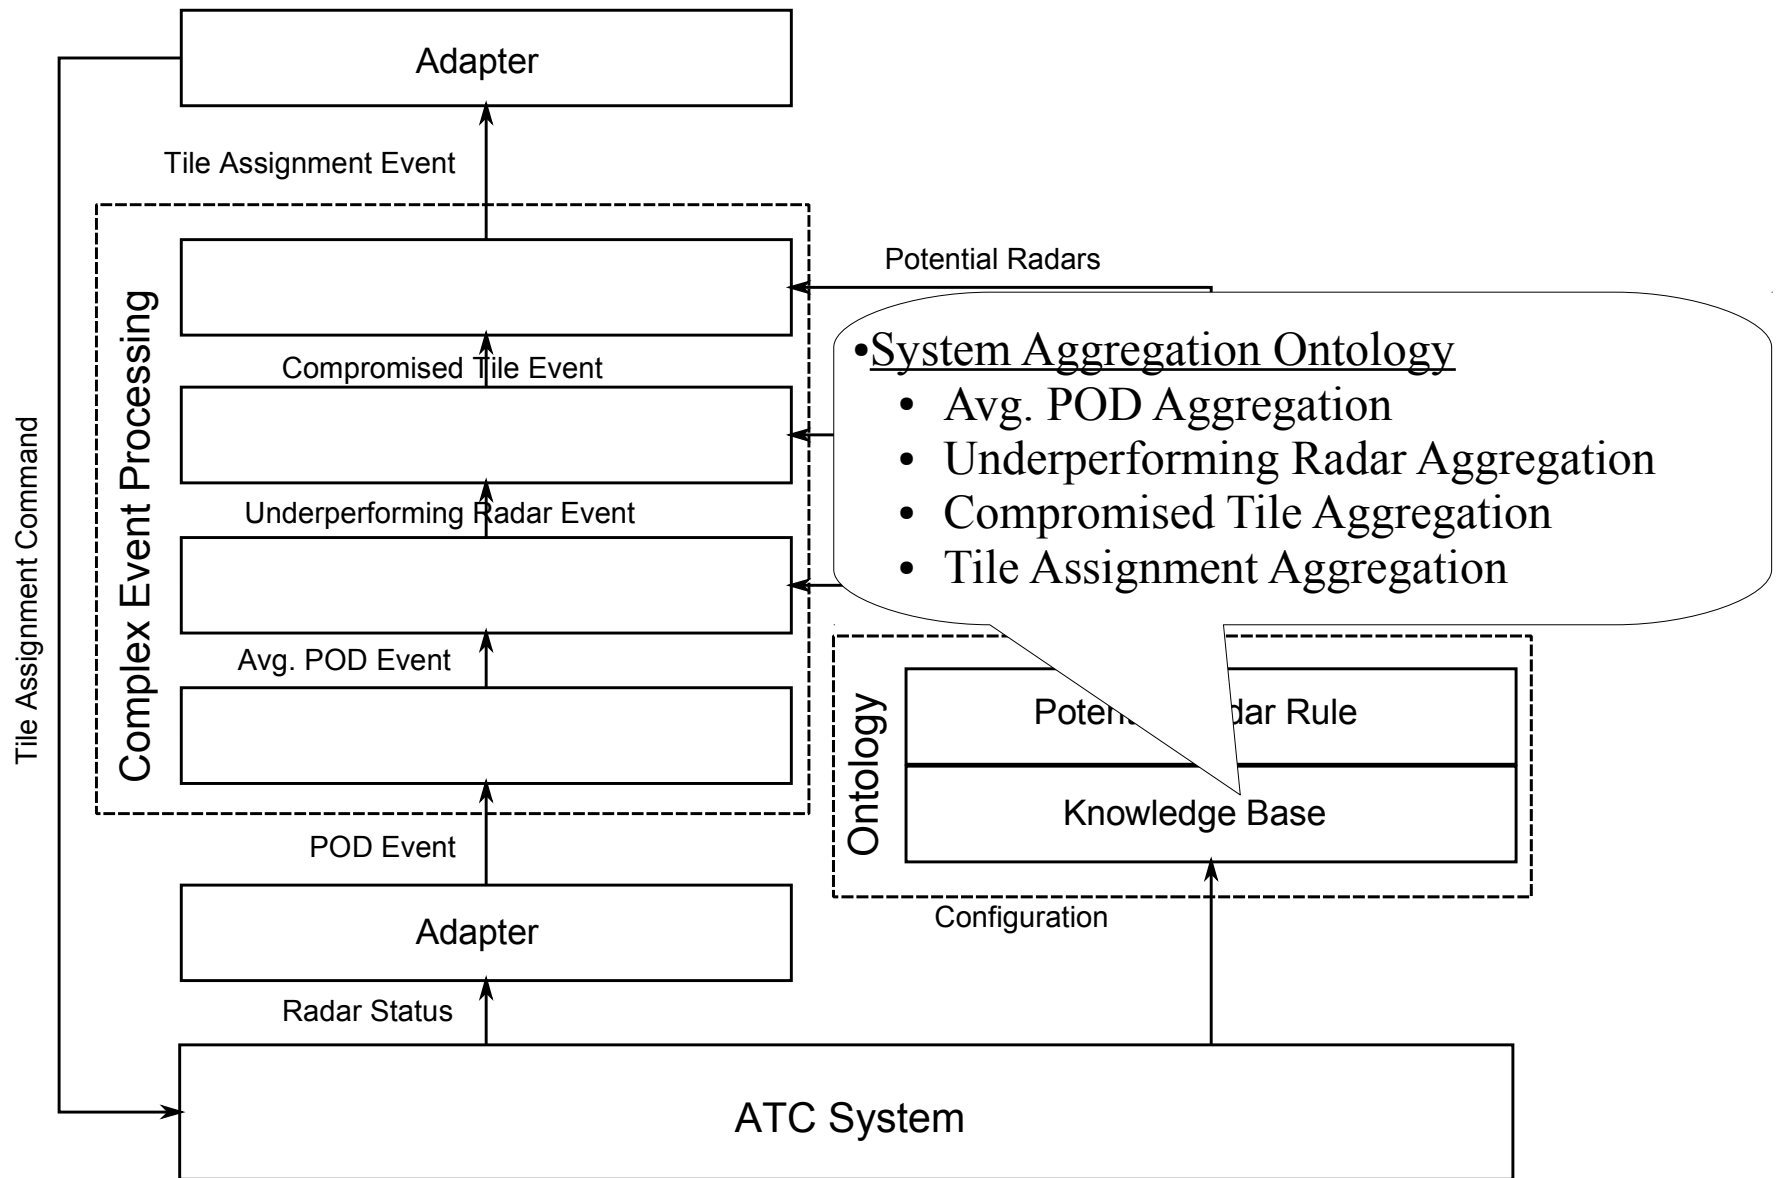 Adapter
Tile Assignment Event
Potential Radars
Complex Event Processing
Tile Assignment Command
Compromised Tile Event
Underperforming Radar Event
Avg. POD Event
•System Aggregation Ontology
• Avg. POD Aggregation
• Underperforming Radar Aggregation
• Compromised Tile Aggregation
• Tile Assignment Aggregation
Ontology
Rule
Knowledge Base
POD Event
Configuration
Adapter
Radar Status
ATC System